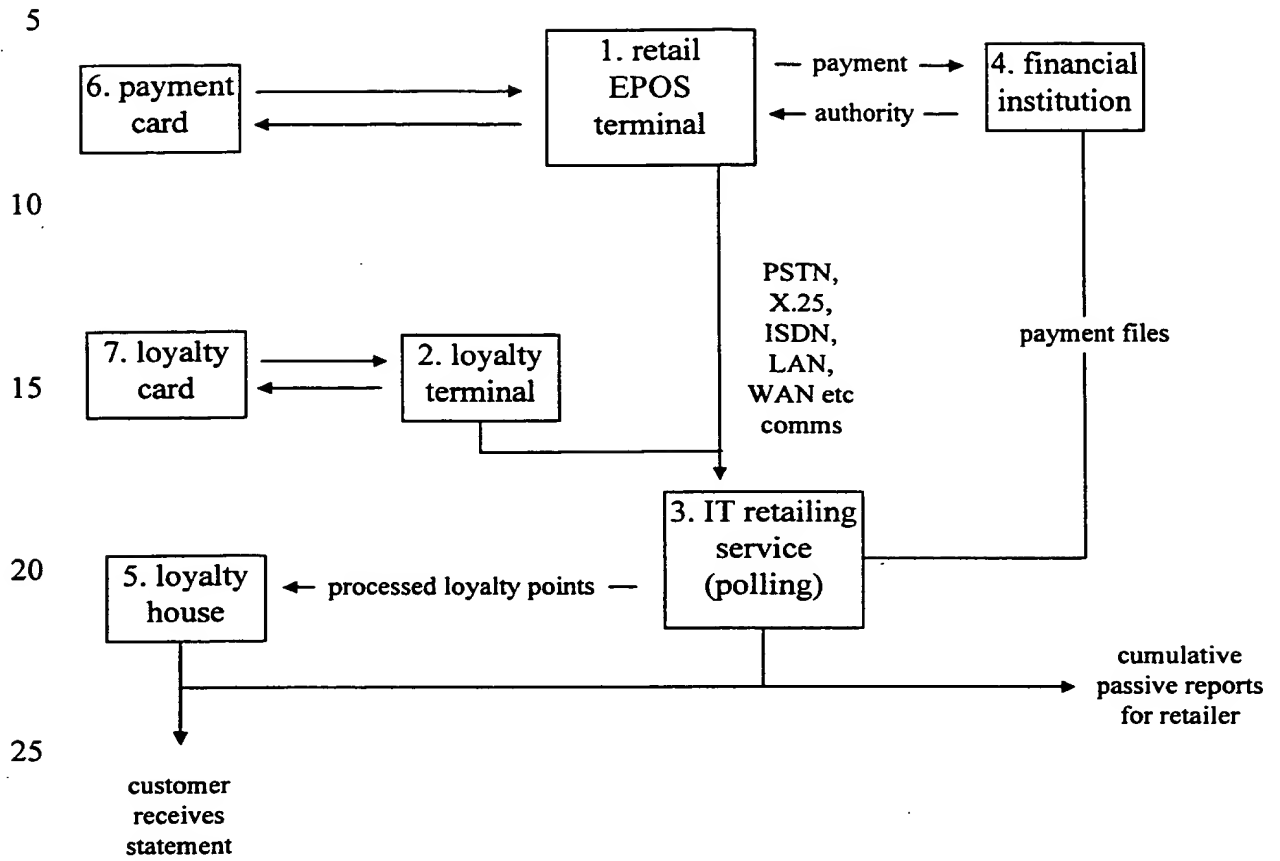 5
6. payment
card
1. retail
EPOS
terminal
payment
authority
4. financial
institution
10
PSTN,
X.25,
ISDN,
LAN,
WAN etc
comms
payment files
7. loyalty
card
2. loyalty
terminal
15
3. IT retailing
service
(polling)
20
5. loyalty
house
processed loyalty points
cumulative
passive reports
for retailer
25
customer
receives
statement